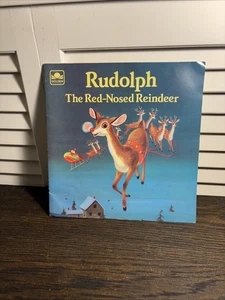 Rudolph
The Red-Nosed Reindeer